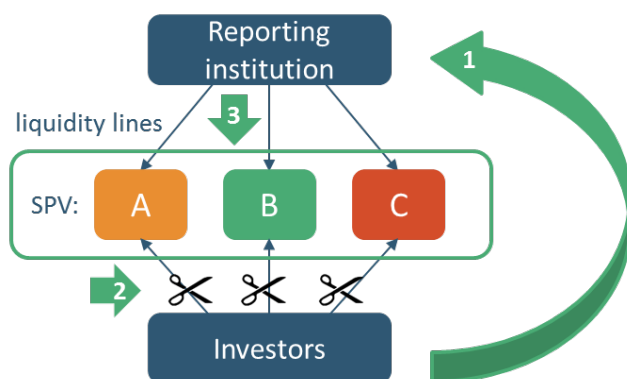 Reporting
institution
1
3
liquidity lines
SPV:
A
B
C
2
Investors